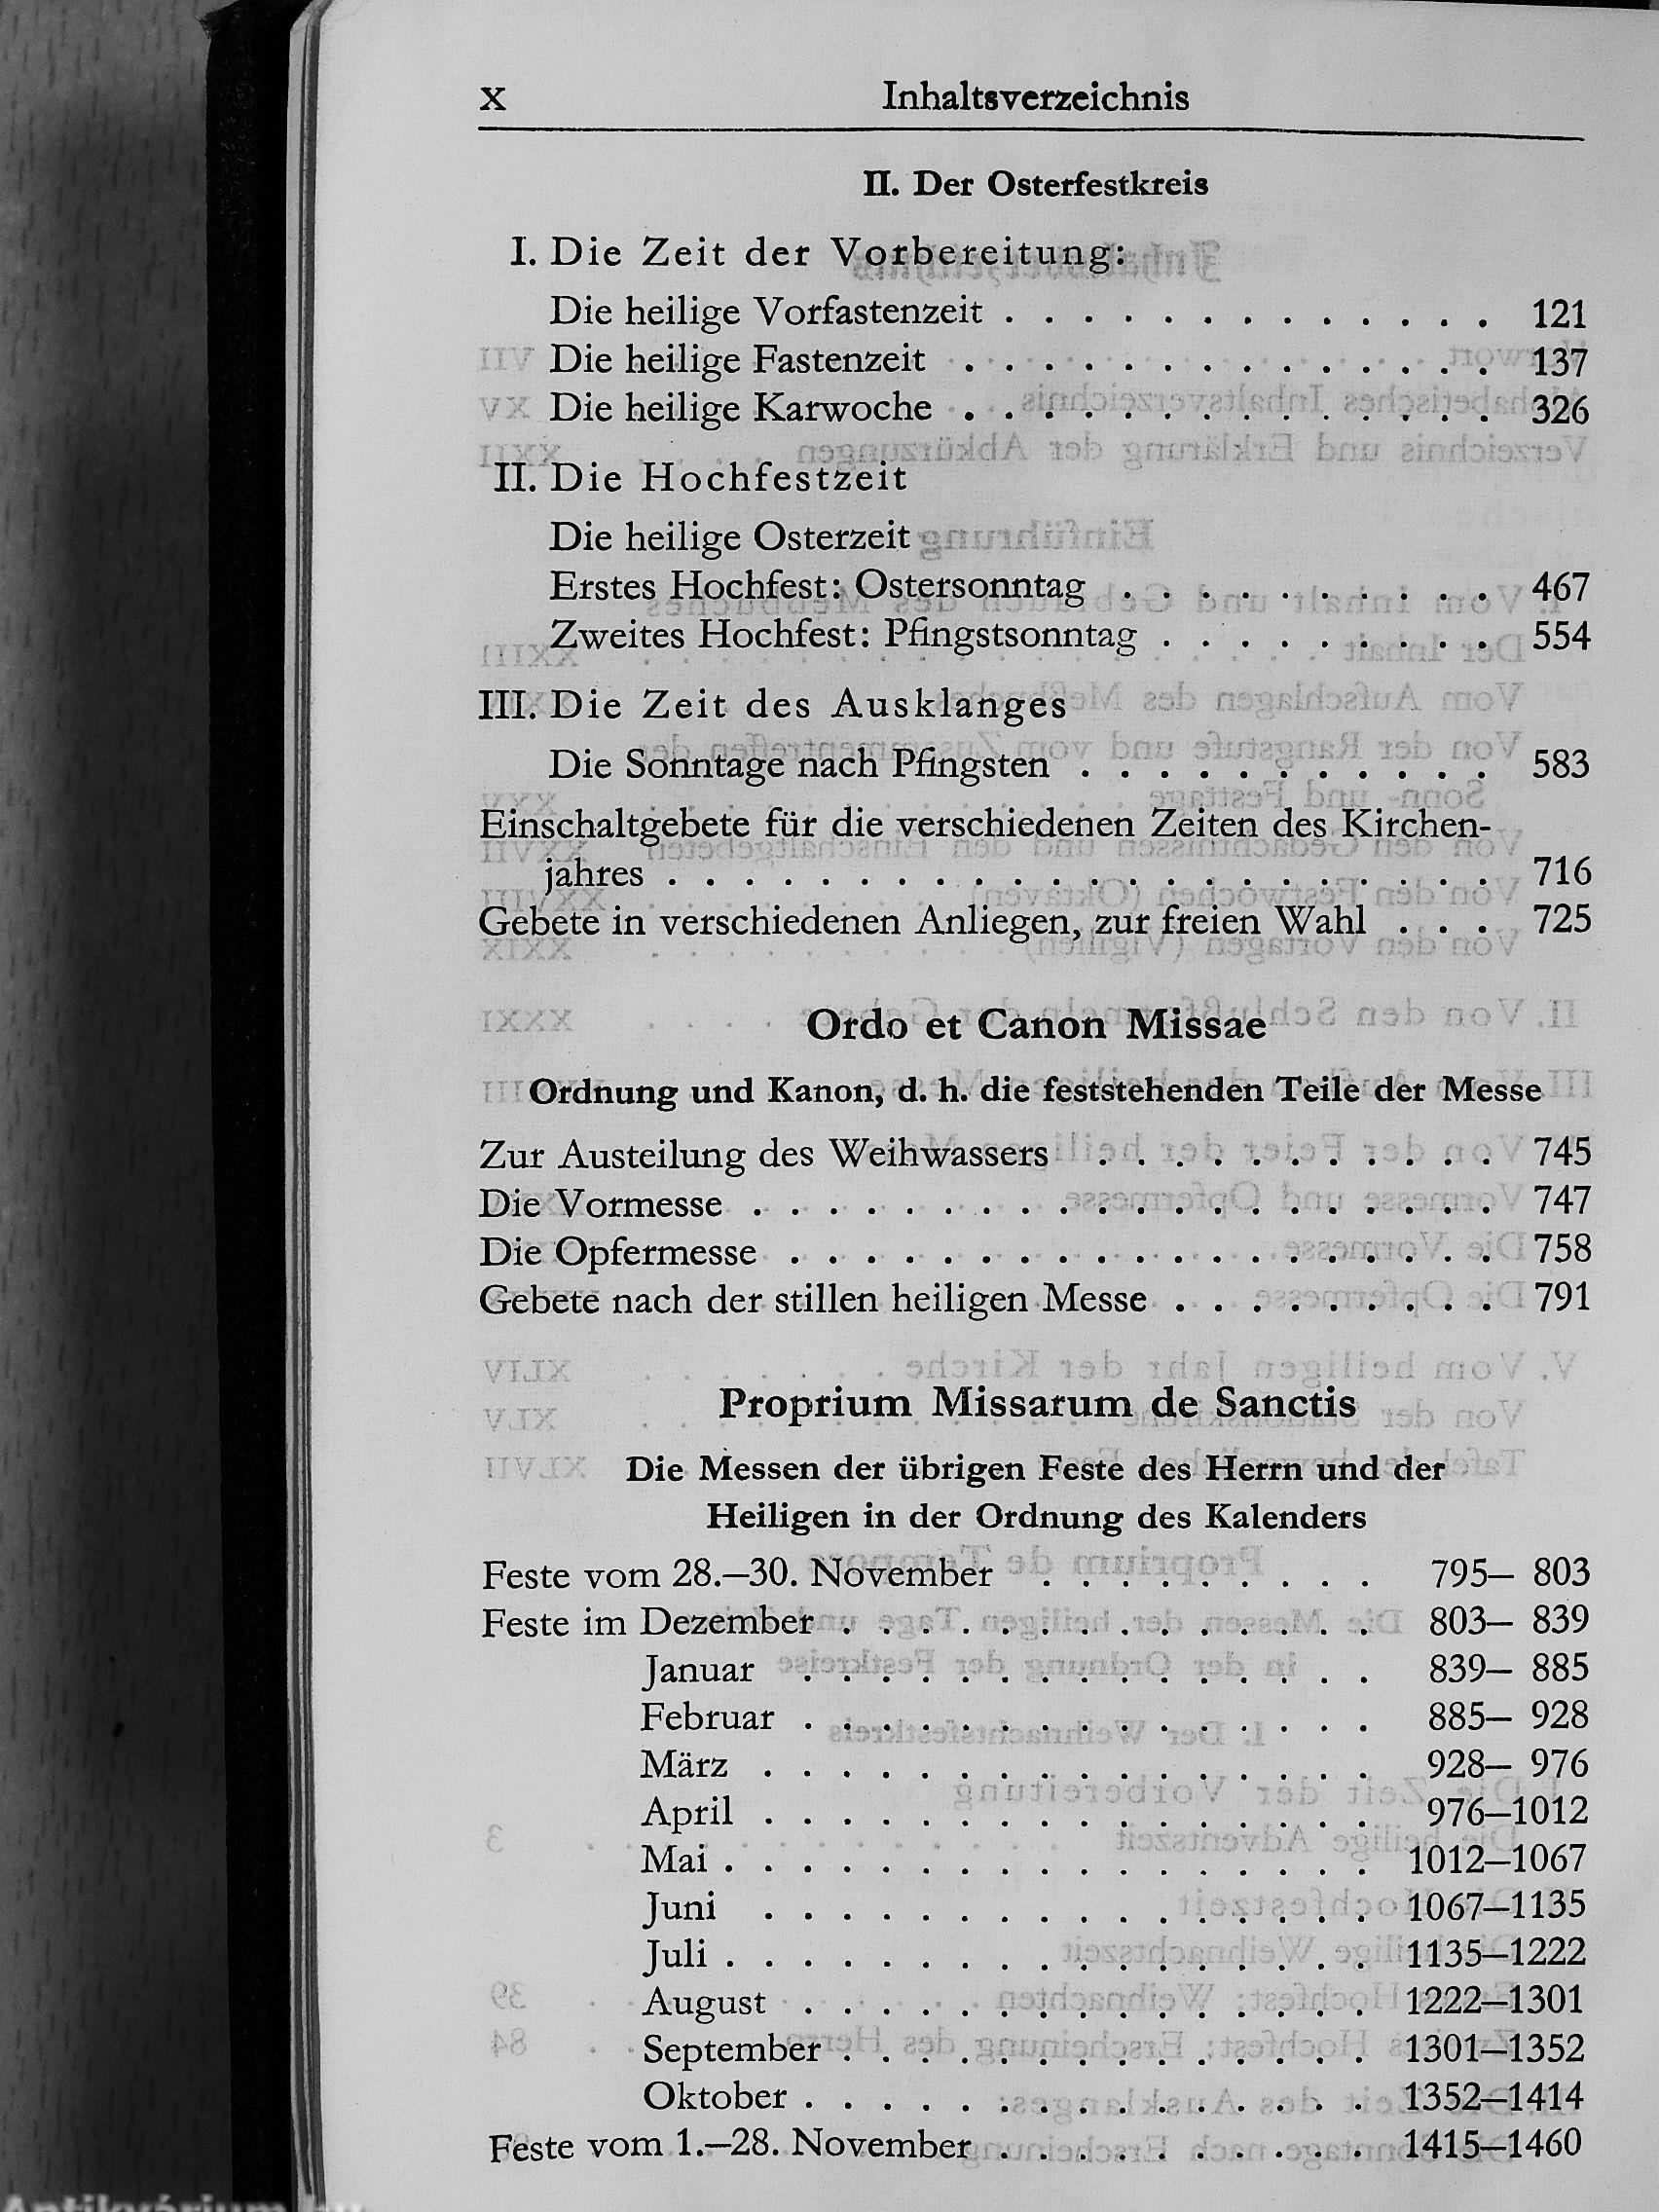 x Inhaltsverzeichnis
II. Der Osterfestkreis
I. Die Zeit der Vorbereitung:
Die heilige Vorfastenzeit . . . . . . . . . . . . . 121
Die heilige Fastenzeit . . . . . . . . . . . . . . 137
Die heilige Karwoche . . . . . . . . . . . . . . 326
II. Die Hochfestzeit
Die heilige Osterzeit
Erstes Hochfest: Ostersonntag . . . . . . . . . . 467
Zweites Hochfest: Pfingstsonntag . . . . . . . . . 554
III. Die Zeit des Ausklanges
Die Sonntage nach Pfingsten . . . . . . . . . . . 583
Einschaltgebete für die verschiedenen Zeiten des Kirchen-
jahres . . . . . . . . . . . . . . . . . . . . . . 716
Gebete in verschiedenen Anliegen, zur freien Wahl . . . 725
Ordo et Canon Missae
Ordnung und Kanon, d. h. die feststehenden Teile der Messe
Zur Austeilung des Weihwassers . . . . . . . . . . . 745
Die Vormesse . . . . . . . . . . . . . . . . . . . . 747
Die Opfermesse . . . . . . . . . . . . . . . . . . . 758
Gebete nach der stillen heiligen Messe . . . . . . . . . 791
Proprium Missarum de Sanctis
Die Messen der übrigen Feste des Herrn und der
Heiligen in der Ordnung des Kalenders
Feste vom 28.–30. November . . . . . . . . . 795– 803
Feste im Dezember . . . . . . . . . . . . . . 803– 839
Januar . . . . . . . . . . . . . . . 839– 885
Februar . . . . . . . . . . . . . . . 885– 928
März . . . . . . . . . . . . . . . . 928– 976
April . . . . . . . . . . . . . . . . 976–1012
Mai . . . . . . . . . . . . . . . . . 1012–1067
Juni . . . . . . . . . . . . . . . . 1067–1135
Juli . . . . . . . . . . . . . . . . . 1135–1222
August . . . . . . . . . . . . . . . 1222–1301
September . . . . . . . . . . . . . . 1301–1352
Oktober . . . . . . . . . . . . . . . 1352–1414
Feste vom 1.–28. November . . . . . . . . . . 1415–1460